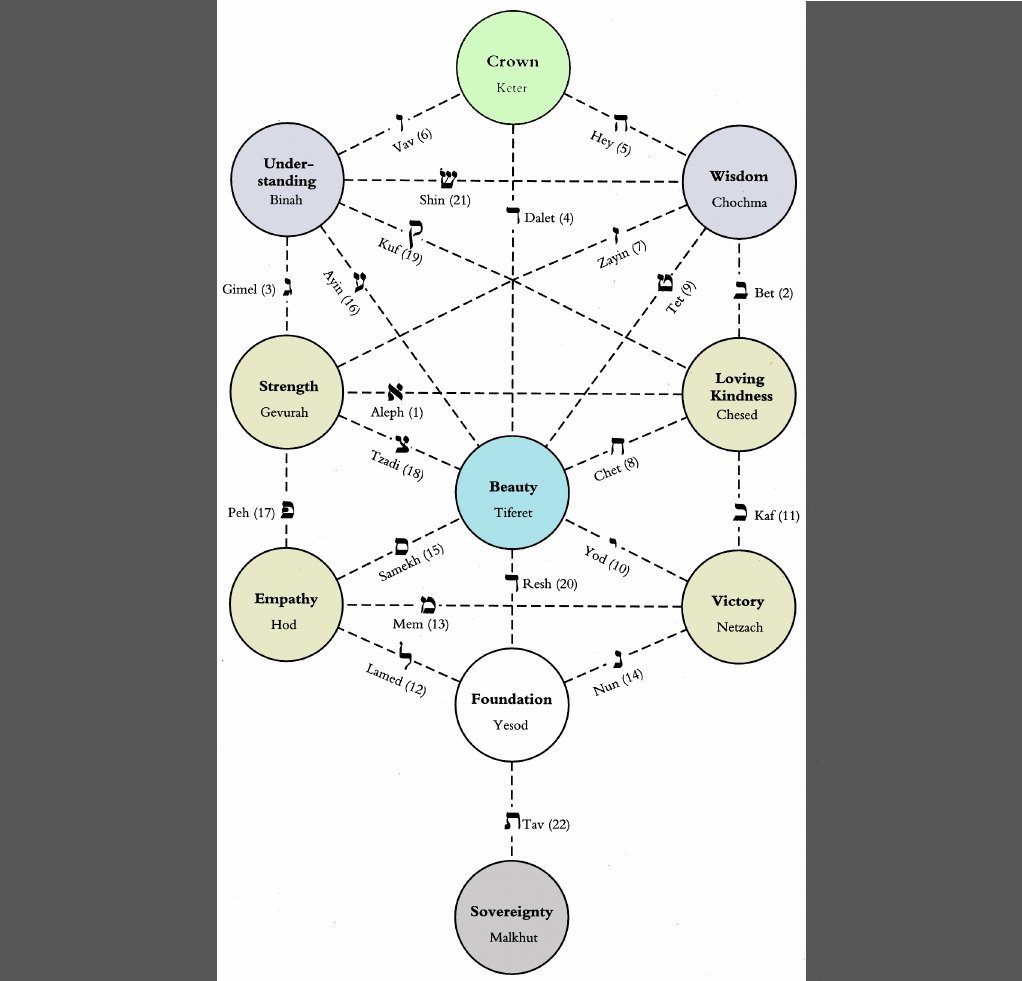 Crown
Keter
ו
Vav (6)
ה
Hey (5)
Under-
standing
Binah
Wisdom
Chochma
ש
Shin (21)
ד
Dalet (4)
ק
Kuf (19)
ז
Zayin (7)
Gimel (3)
ג
ע
Ayin (16)
ט
Tet (9)
ב
Bet (2)
Strength
Gevurah
Loving
Kindness
Chesed
א
Aleph (1)
צ
Tzadi (18)
ח
Chet (8)
Beauty
Tiferet
Peh (17)
פ
כ
Kaf (11)
ס
Samekh (15)
י
Yod (10)
ר
Resh (20)
Empathy
Hod
Victory
Netzach
מ
Mem (13)
ל
Lamed (12)
נ
Nun (14)
Foundation
Yesod
ת
Tav (22)
Sovereignty
Malkhut